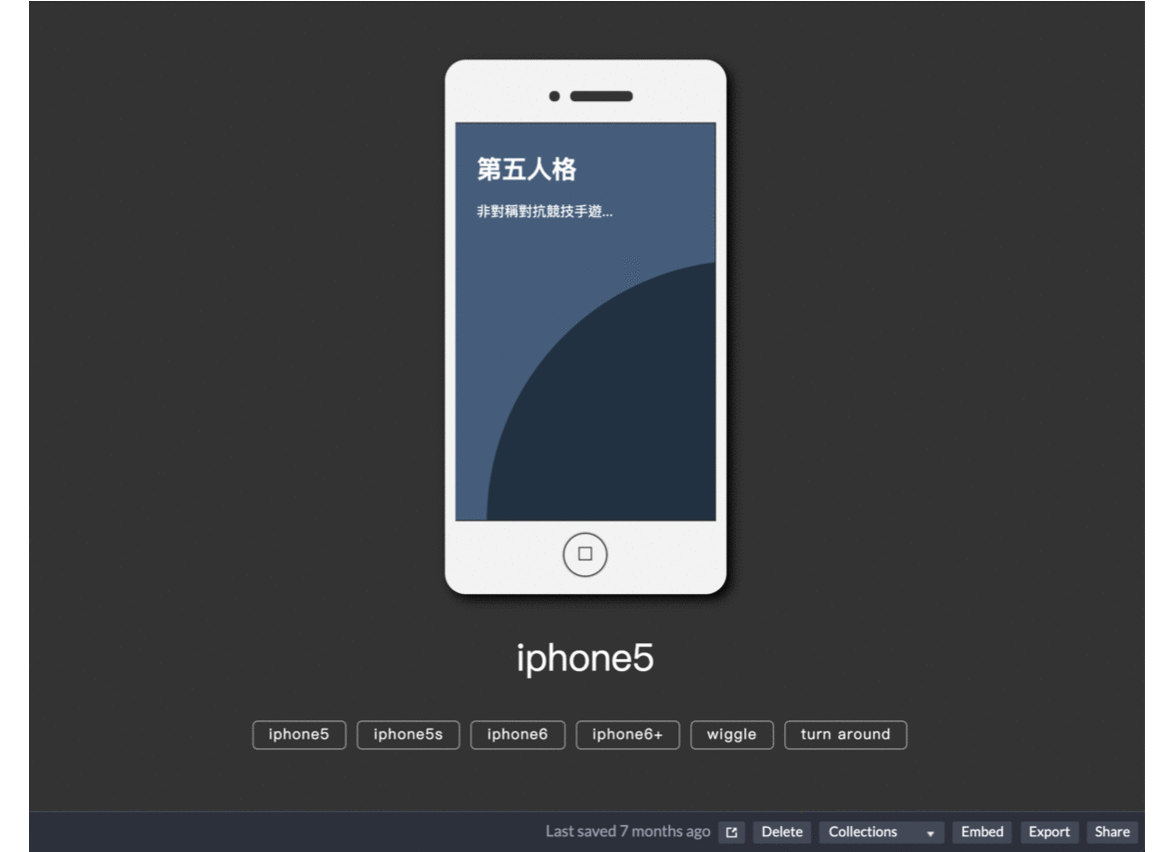 第五人格
非對稱對抗競技手遊...
iphone5
iphone5 iphone5s iphone6 iphone6+ wiggle turn around
Last saved 7 months ago Delete Collections Embed Export Share